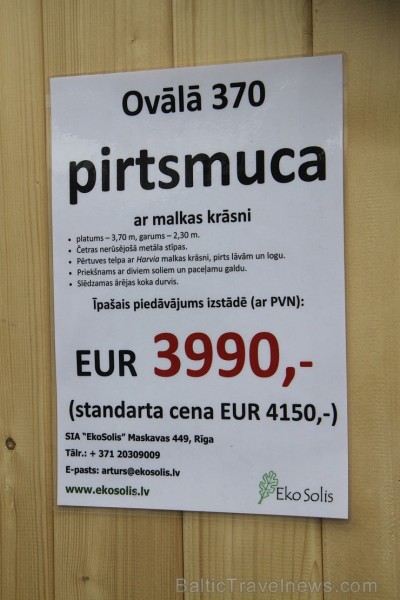 Ovālā 370
pirtsmuca
ar malkas krāsni
• platums – 3,70 m, garums – 2,30 m.
• Četras nerūsējošā metāla stīpas.
• Pērtuves telpa ar Harvia malkas krāsni, pirts lāvām un logu.
• Priekšnams ar diviem soliem un paceļamu galdu.
• Slēdzamas ārējas koka durvis.
Īpašais piedāvājums izstādē (ar PVN):
EUR 3990,-
(standarta cena EUR 4150,-)
SIA "EkoSolis" Maskavas 449, Rīga
Tālr.: + 371 20309009
E-pasts: arturs@ekosolis.lv
www.ekosolis.lv
Eko Solis
BalticTravelnews.com